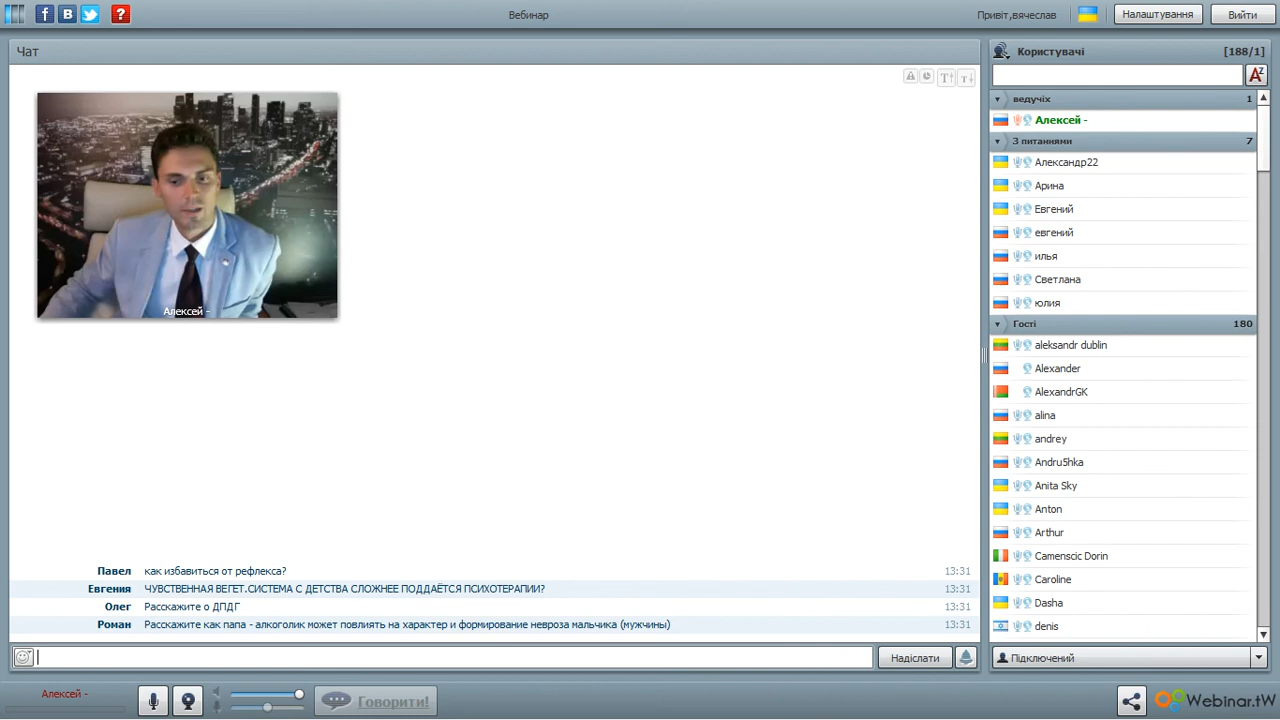 f
B
?
Вебинар
Привіт,вячеслав
Налаштування
Вийти
Чат
Алексей -
Павел как избавиться от рефлекса? 13:31
Евгения ЧУВСТВЕННАЯ ВЕГЕТ.СИСТЕМА С ДЕТСТВА СЛОЖНЕЕ ПОДДАЁТСЯ ПСИХОТЕРАПИИ? 13:31
Олег Расскажите о ДПДГ 13:31
Роман Расскажите как папа - алкоголик может повлиять на характер и формирование невроза мальчика (мужчины) 13:31
Надіслати
Користувачі [188/1]
ведучіх 1
Алексей -
З питаннями 7
Александр22
Арина
Евгений
евгений
илья
Светлана
юлия
Гості 180
aleksandr dublin
Alexander
AlexandrGK
alina
andrey
Andru5hka
Anita Sky
Anton
Arthur
Camenscic Dorin
Caroline
Dasha
denis
Підключений
Алексей -
Говорити!
Webinar.tw